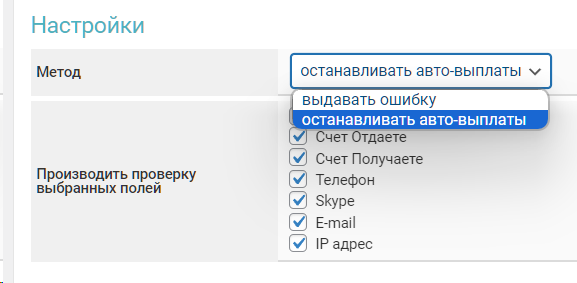 Настройки
Метод
останавливать авто-выплаты
выдавать ошибку
останавливать авто-выплаты
Производить проверку
выбранных полей
Счет Отдаете
Счет Получаете
Телефон
Skype
E-mail
IP адрес